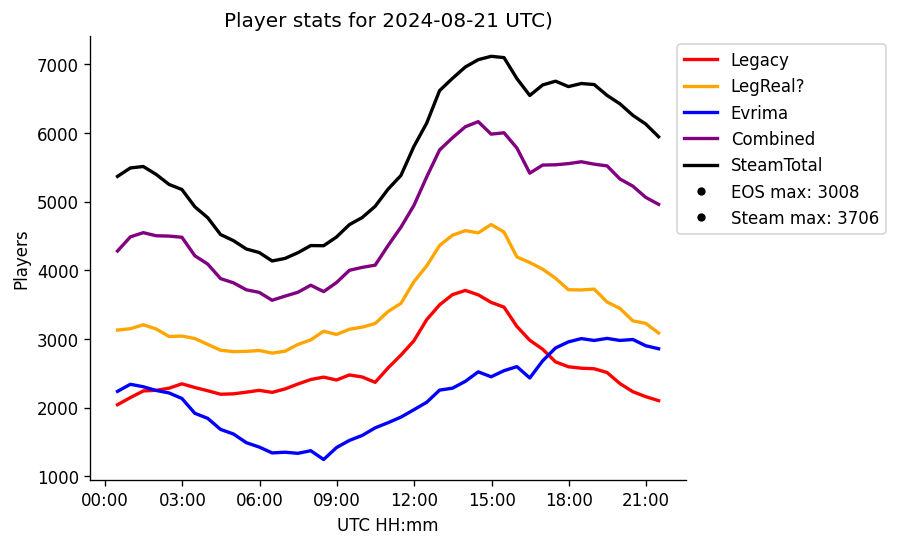 Player stats for 2024-08-21 UTC)
7000
6000
5000
4000
3000
2000
1000
Players
00:00 03:00 06:00 09:00 12:00 15:00 18:00 21:00
UTC HH:mm
Legacy
LegReal?
Evrima
Combined
SteamTotal
EOS max: 3008
Steam max: 3706